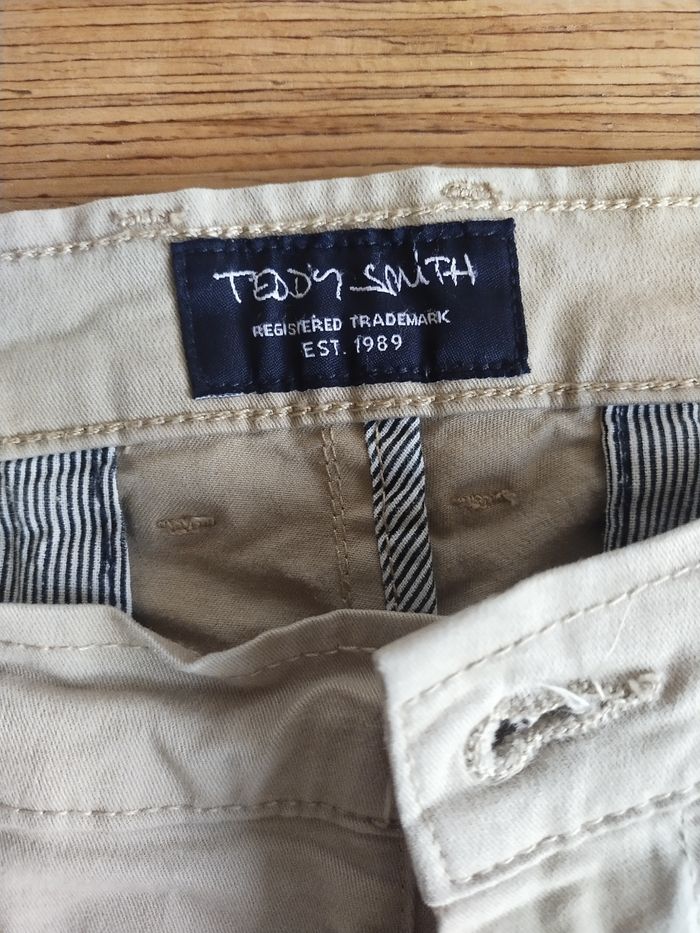 TEDDY SMITH
REGISTERED TRADEMARK
EST. 1989